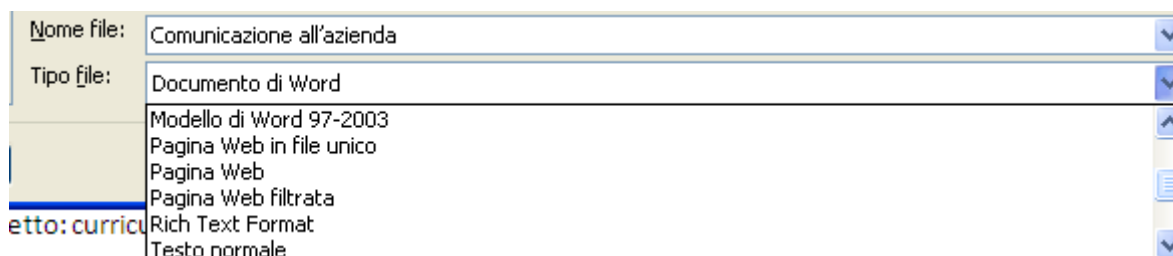 Nome file: Comunicazione all'azienda
Tipo file: Documento di Word
Modello di Word 97-2003
Pagina Web in file unico
Pagina Web
Pagina Web filtrata
etto: curricu Rich Text Format
Testo normale